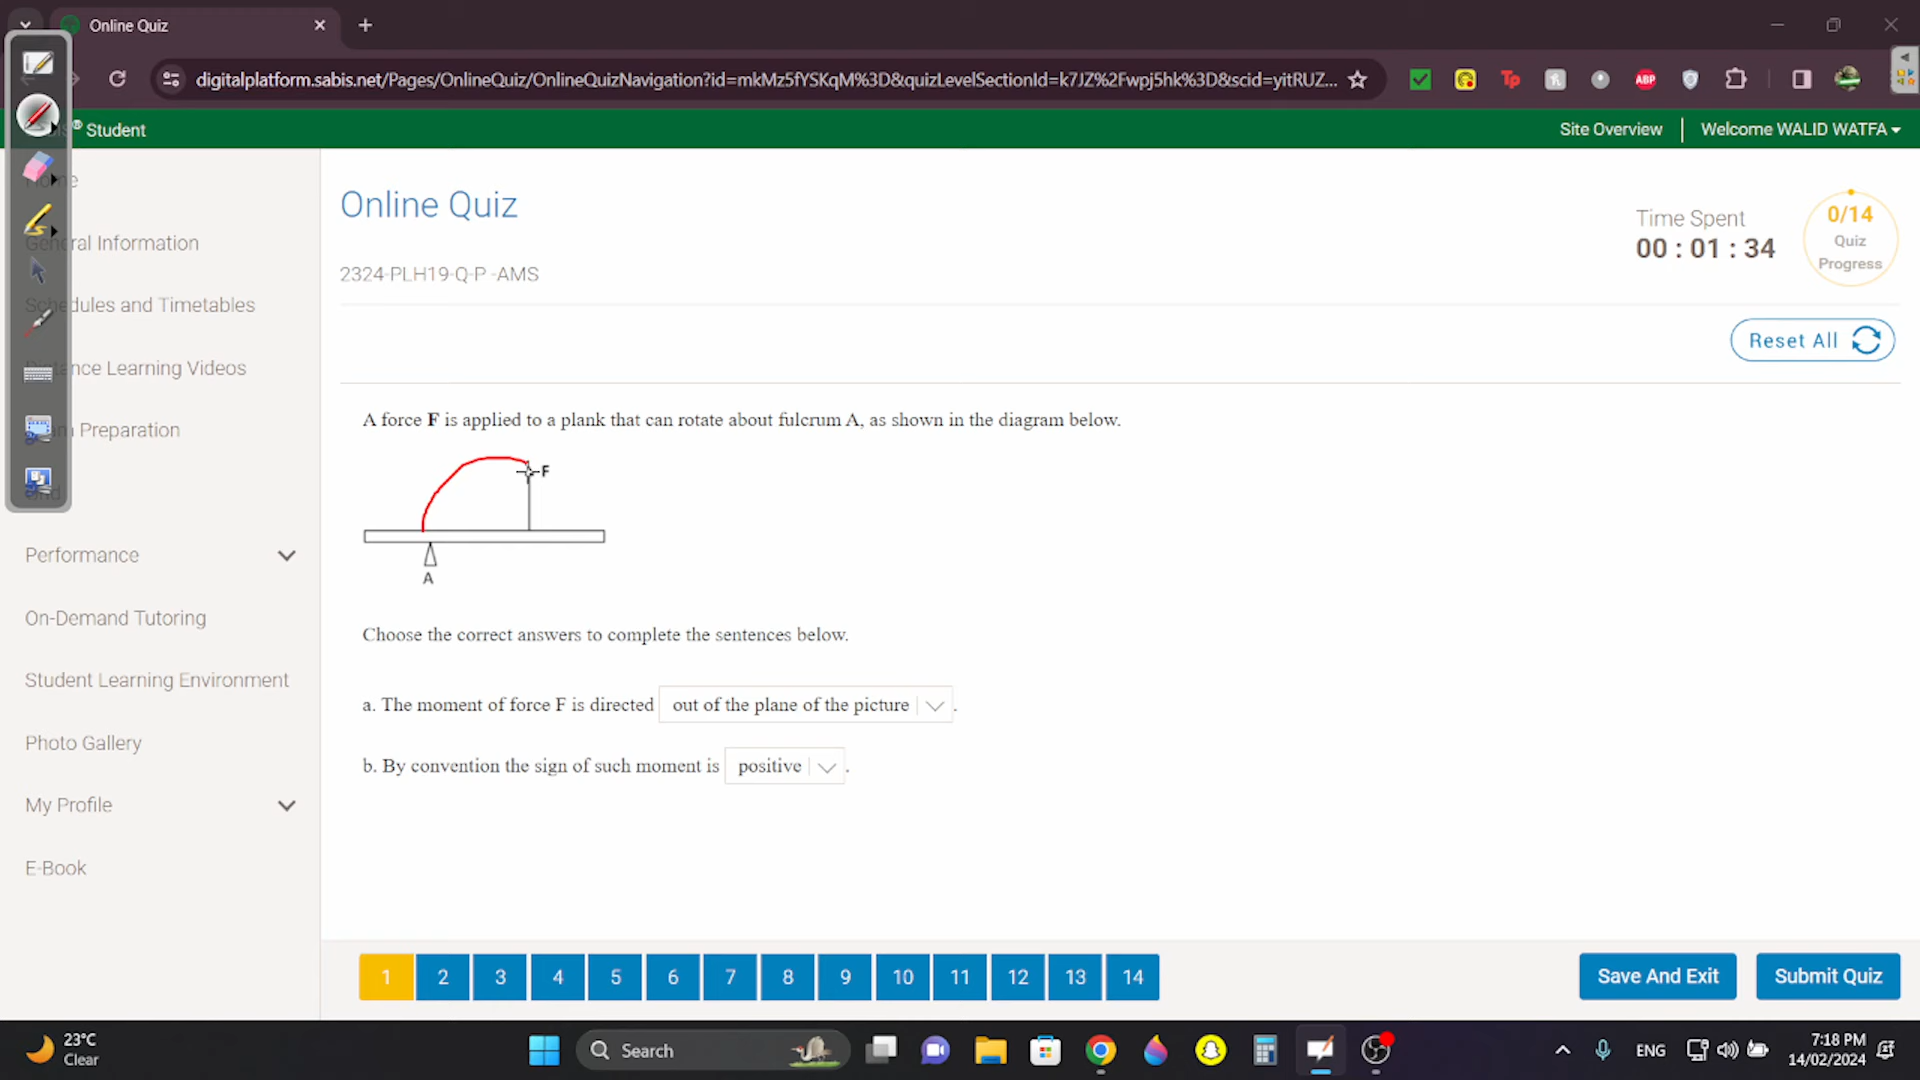 Online Quiz
digitalplatform.sabis.net/Pages/OnlineQuiz/OnlineQuizNavigation?id=mkMz5fYSKqM%3D&quizLevelSectionId=k7JZ%2Fwpj5hk%3D&scid=yitRUZ...
Tp
ABP
® Student
Site Overview
Welcome WALID WATFA
General Information
Schedules and Timetables
Distance Learning Videos
Preparation
Performance
On-Demand Tutoring
Student Learning Environment
Photo Gallery
My Profile
E-Book
Online Quiz
2324-PLH19-Q-P -AMS
Time Spent
00 : 01 : 34
0/14
Quiz
Progress
Reset All
A force F is applied to a plank that can rotate about fulcrum A, as shown in the diagram below.
F
A
Choose the correct answers to complete the sentences below.
a. The moment of force F is directed out of the plane of the picture .
b. By convention the sign of such moment is positive .
1 2 3 4 5 6 7 8 9 10 11 12 13 14
Save And Exit
Submit Quiz
23°C
Clear
Search
ENG
7:18 PM
14/02/2024